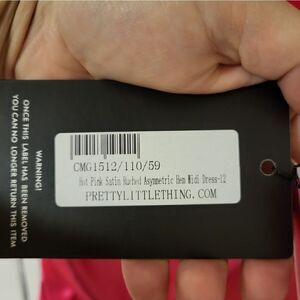 WARNING!
ONCE THIS LABEL HAS BEEN REMOVED
YOU CAN NO LONGER RETURN THIS ITEM
CMG1512/110/59
Hot Pink Satin Ruched Asymmetric Hem Midi Dress-12
PRETTYLITTLETHING.COM